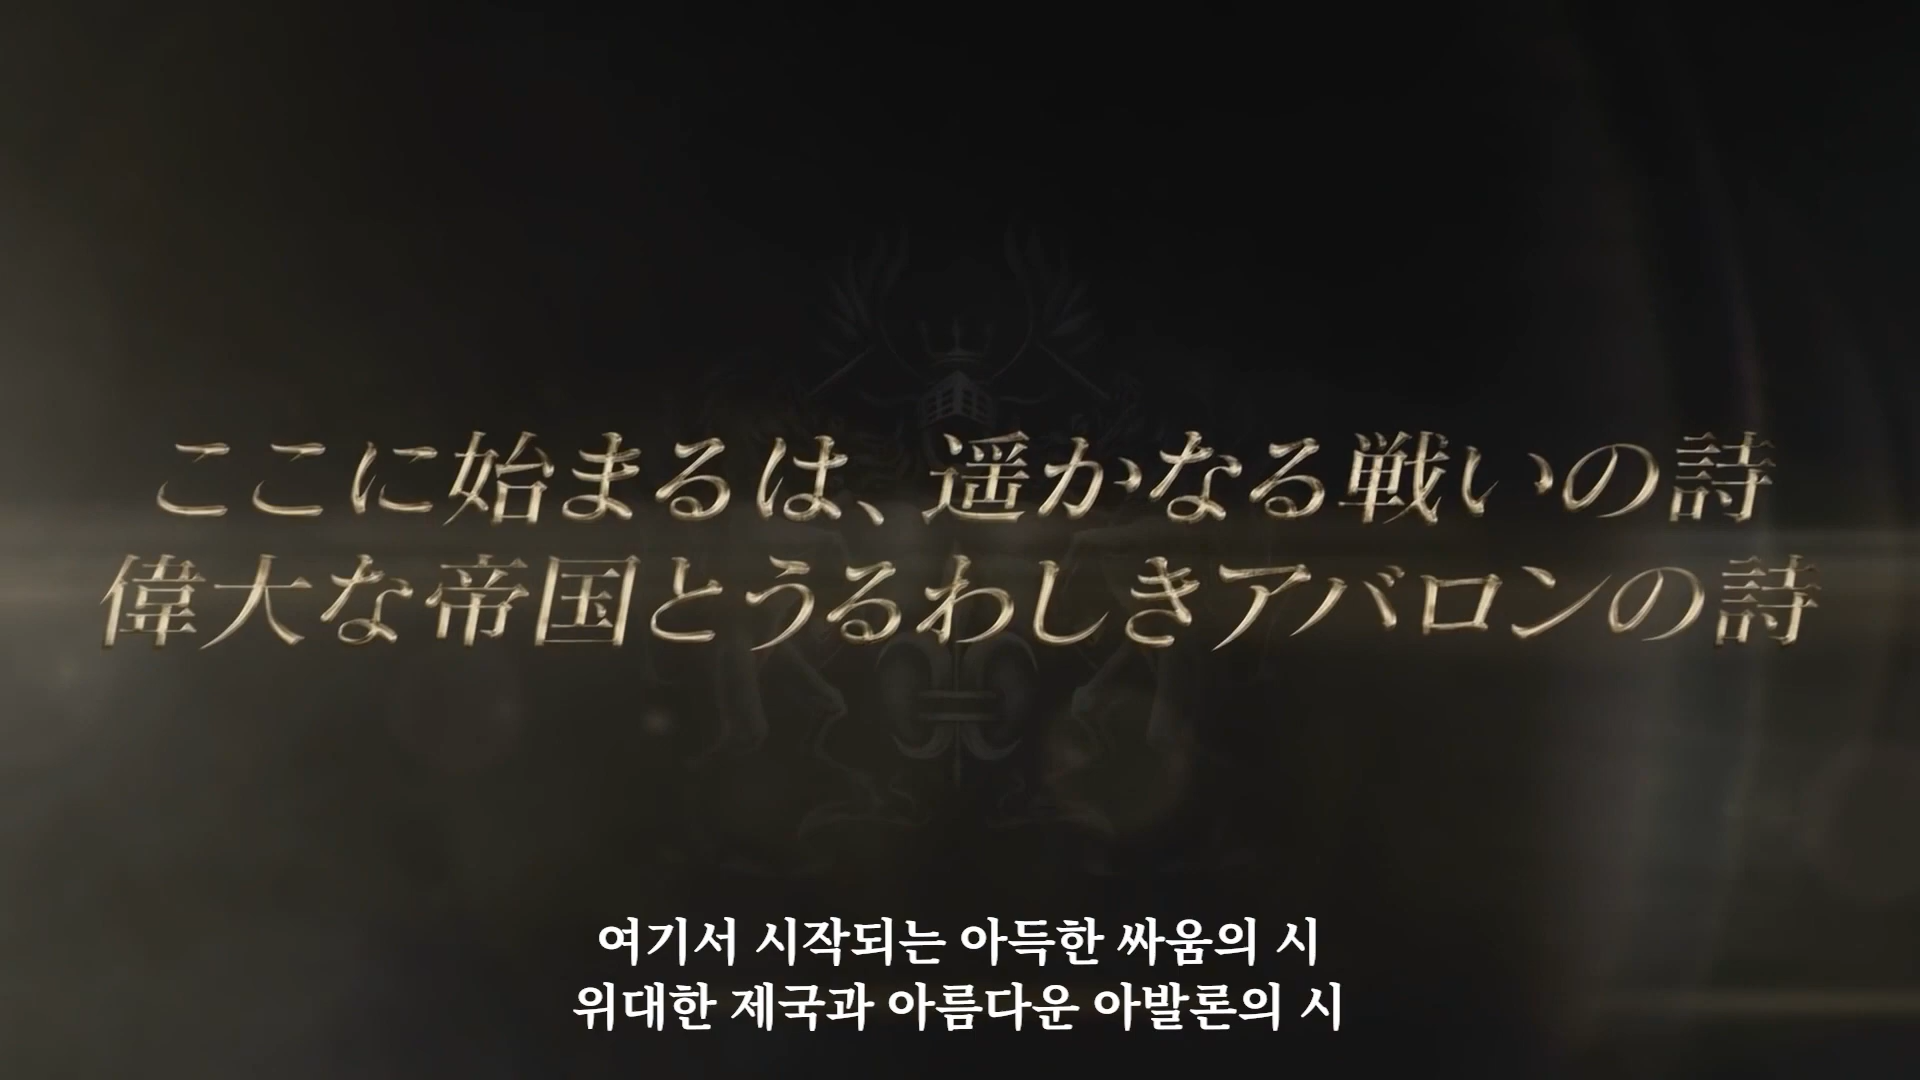 ここに始まるは、遥かなる戦いの詩
偉大な帝国とうるわしきアバロンの詩
여기서 시작되는 아득한 싸움의 시
위대한 제국과 아름다운 아발론의 시